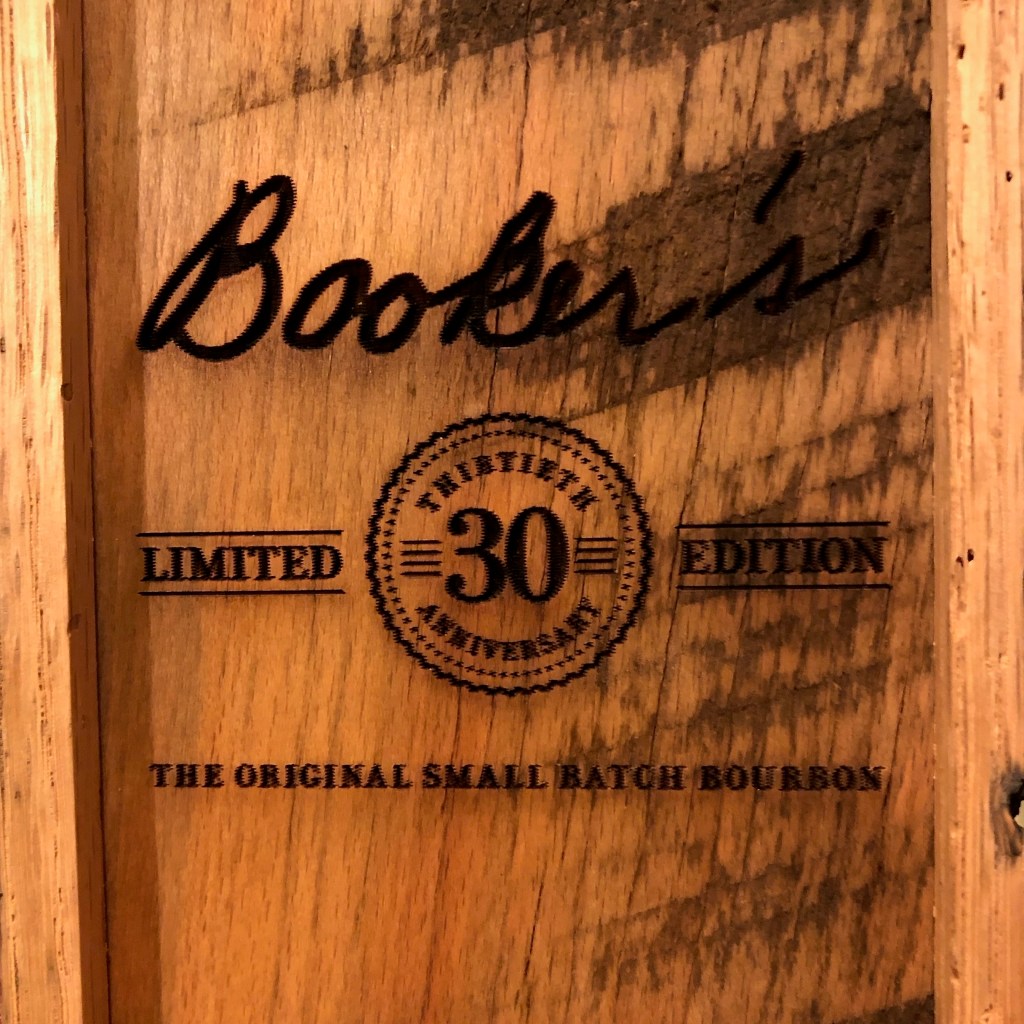 Booker's
THIRTIETH
LIMITED 30 EDITION
ANNIVERSARY
THE ORIGINAL SMALL BATCH BOURBON